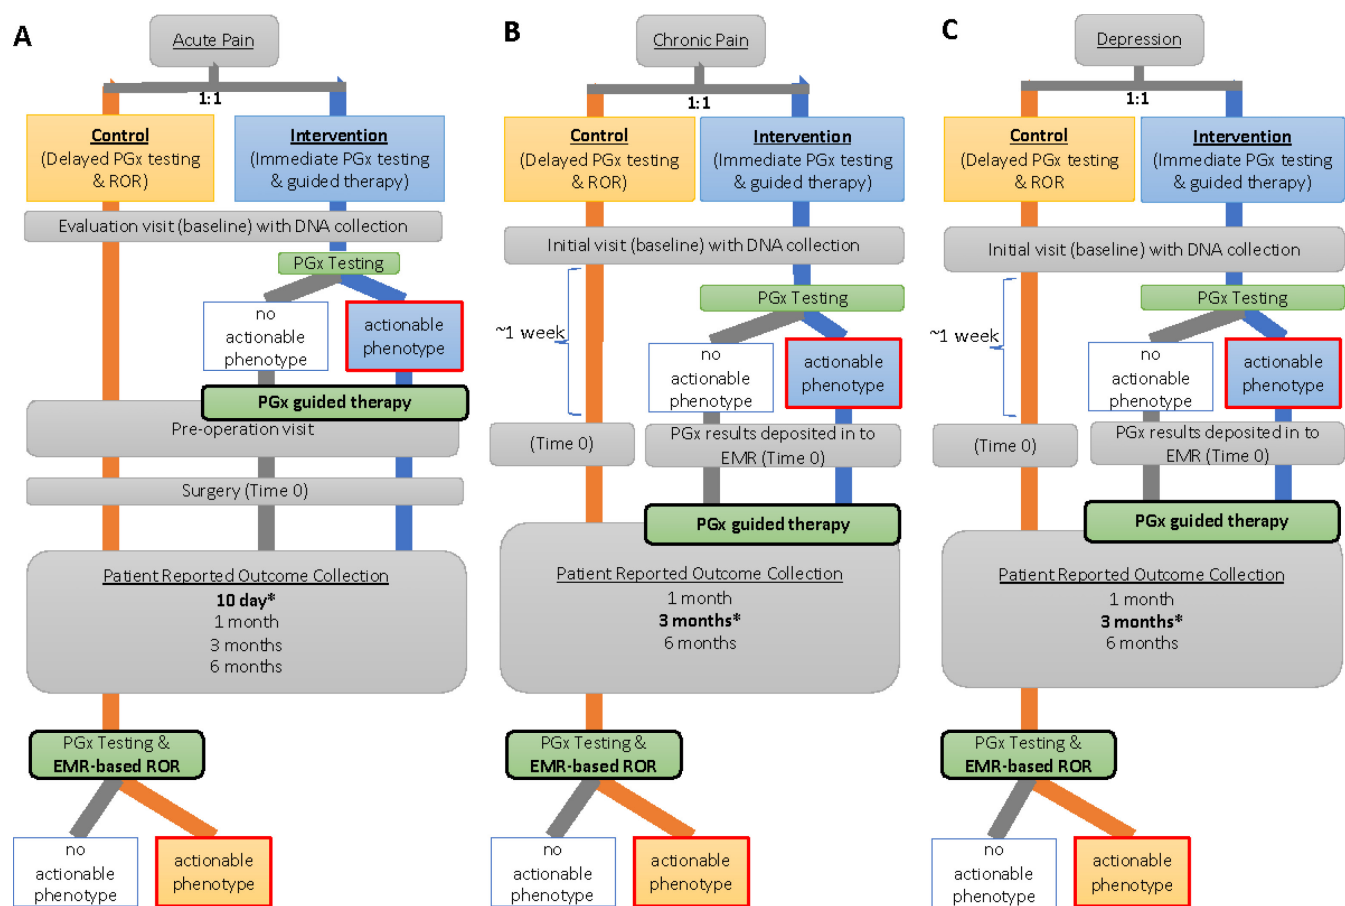 A
Acute Pain
1:1
Control
(Delayed PGx testing
& ROR)
Intervention
(Immediate PGx testing
& guided therapy)
Evaluation visit (baseline) with DNA collection
PGx Testing
no
actionable
phenotype
actionable
phenotype
PGx guided therapy
Pre-operation visit
Surgery (Time 0)
Patient Reported Outcome Collection
10 day*
1 month
3 months
6 months
PGx Testing &
EMR-based ROR
no
actionable
phenotype
actionable
phenotype
B
Chronic Pain
1:1
Control
(Delayed PGx testing
& ROR)
Intervention
(Immediate PGx testing
& guided therapy)
Initial visit (baseline) with DNA collection
PGx Testing
~1 week
no
actionable
phenotype
actionable
phenotype
(Time 0)
PGx results deposited in to
EMR (Time 0)
PGx guided therapy
Patient Reported Outcome Collection
1 month
3 months*
6 months
PGx Testing &
EMR-based ROR
no
actionable
phenotype
actionable
phenotype
C
Depression
1:1
Control
(Delayed PGx testing
& ROR
Intervention
(Immediate PGx testing
& guided therapy)
Initial visit (baseline) with DNA collection
PGx Testing
~1 week
no
actionable
phenotype
actionable
phenotype
(Time 0)
PGx results deposited in to
EMR (Time 0)
PGx guided therapy
Patient Reported Outcome Collection
1 month
3 months*
6 months
PGx Testing &
EMR-based ROR
no
actionable
phenotype
actionable
phenotype